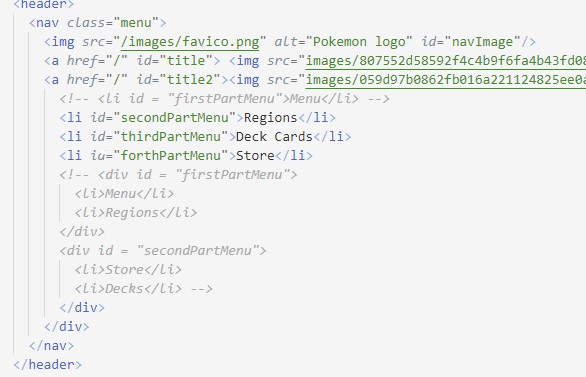 <header>
<nav class="menu">
<img src="/images/favico.png" alt="Pokemon logo" id="navImage"/>
<a href="/" id="title"> <img src="images/807552d58592f4c4b9f6fa4b43fd08
<a href="/" id="title2"><img src="images/059d97b0862fb016a221124825ee0a
<!-- <li id = "firstPartMenu">Menu</li> -->
<li id="secondPartMenu">Regions</li>
<li id="thirdPartMenu">Deck Cards</li>
<li id="forthPartMenu">Store</li>
<!-- <div id = "firstPartMenu">
<li>Menu</li>
<li>Regions</li>
</div>
<div id = "secondPartMenu">
<li>Store</li>
<li>Decks</li> -->
</div>
</div>
</nav>
</header>